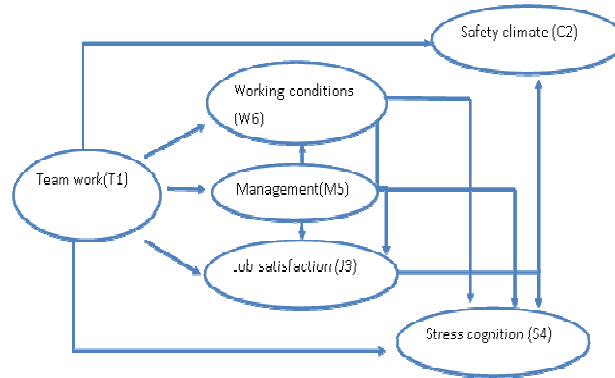 Safety climate (C2)
Working conditions
(W6)
Team work(T1)
Management(M5)
Job satisfaction (J3)
Stress cognition (S4)